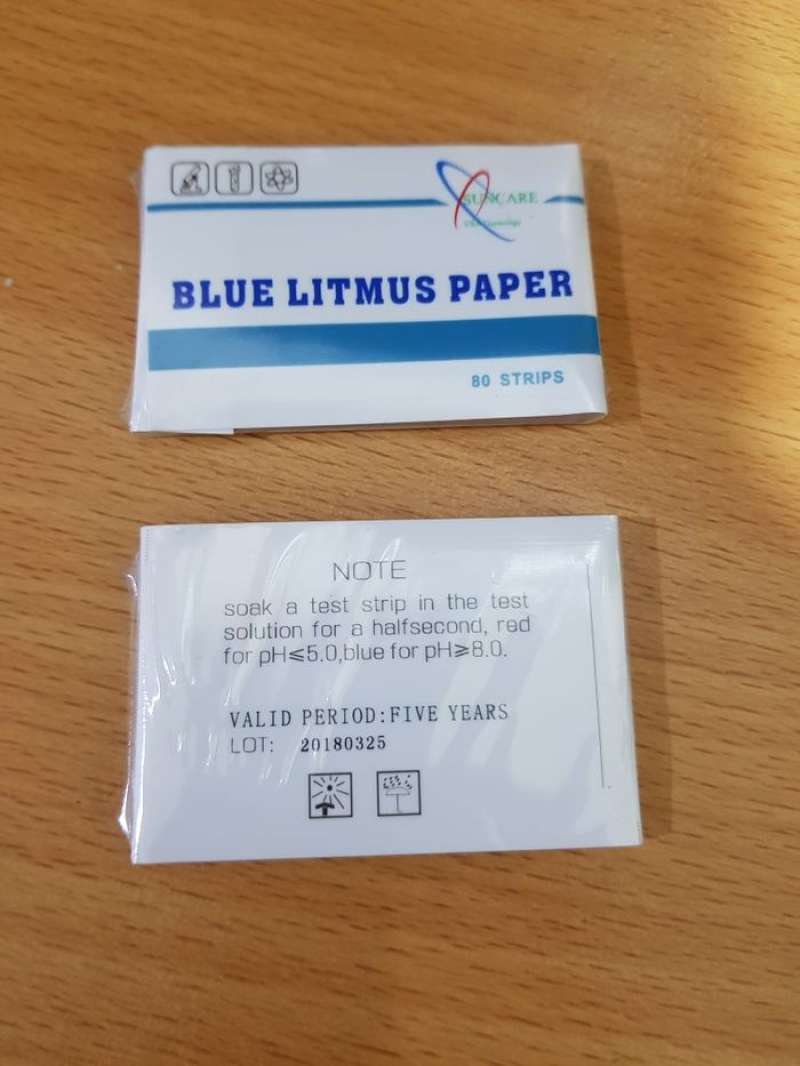 SUNCARE
BLUE LITMUS PAPER
80 STRIPS
NOTE
soak a test strip in the test
solution for a halfsecond, red
for pH≤5.0,blue for pH≥8.0.
VALID PERIOD:FIVE YEARS
LOT: 20180325